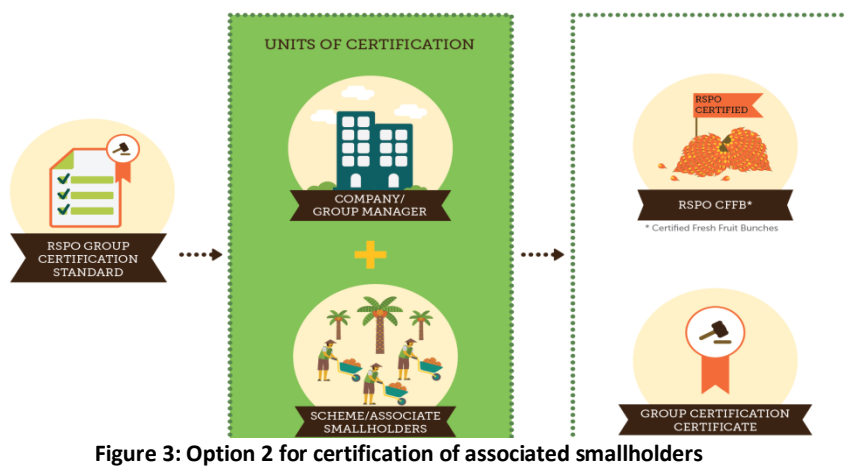 RSPO GROUP
CERTIFICATION
STANDARD
UNITS OF CERTIFICATION
COMPANY/
GROUP MANAGER
+
SCHEME/ASSOCIATE
SMALLHOLDERS
RSPO
CERTIFIED
RSPO CFFB*
* Certified Fresh Fruit Bunches
GROUP CERTIFICATION
CERTIFICATE
Figure 3: Option 2 for certification of associated smallholders